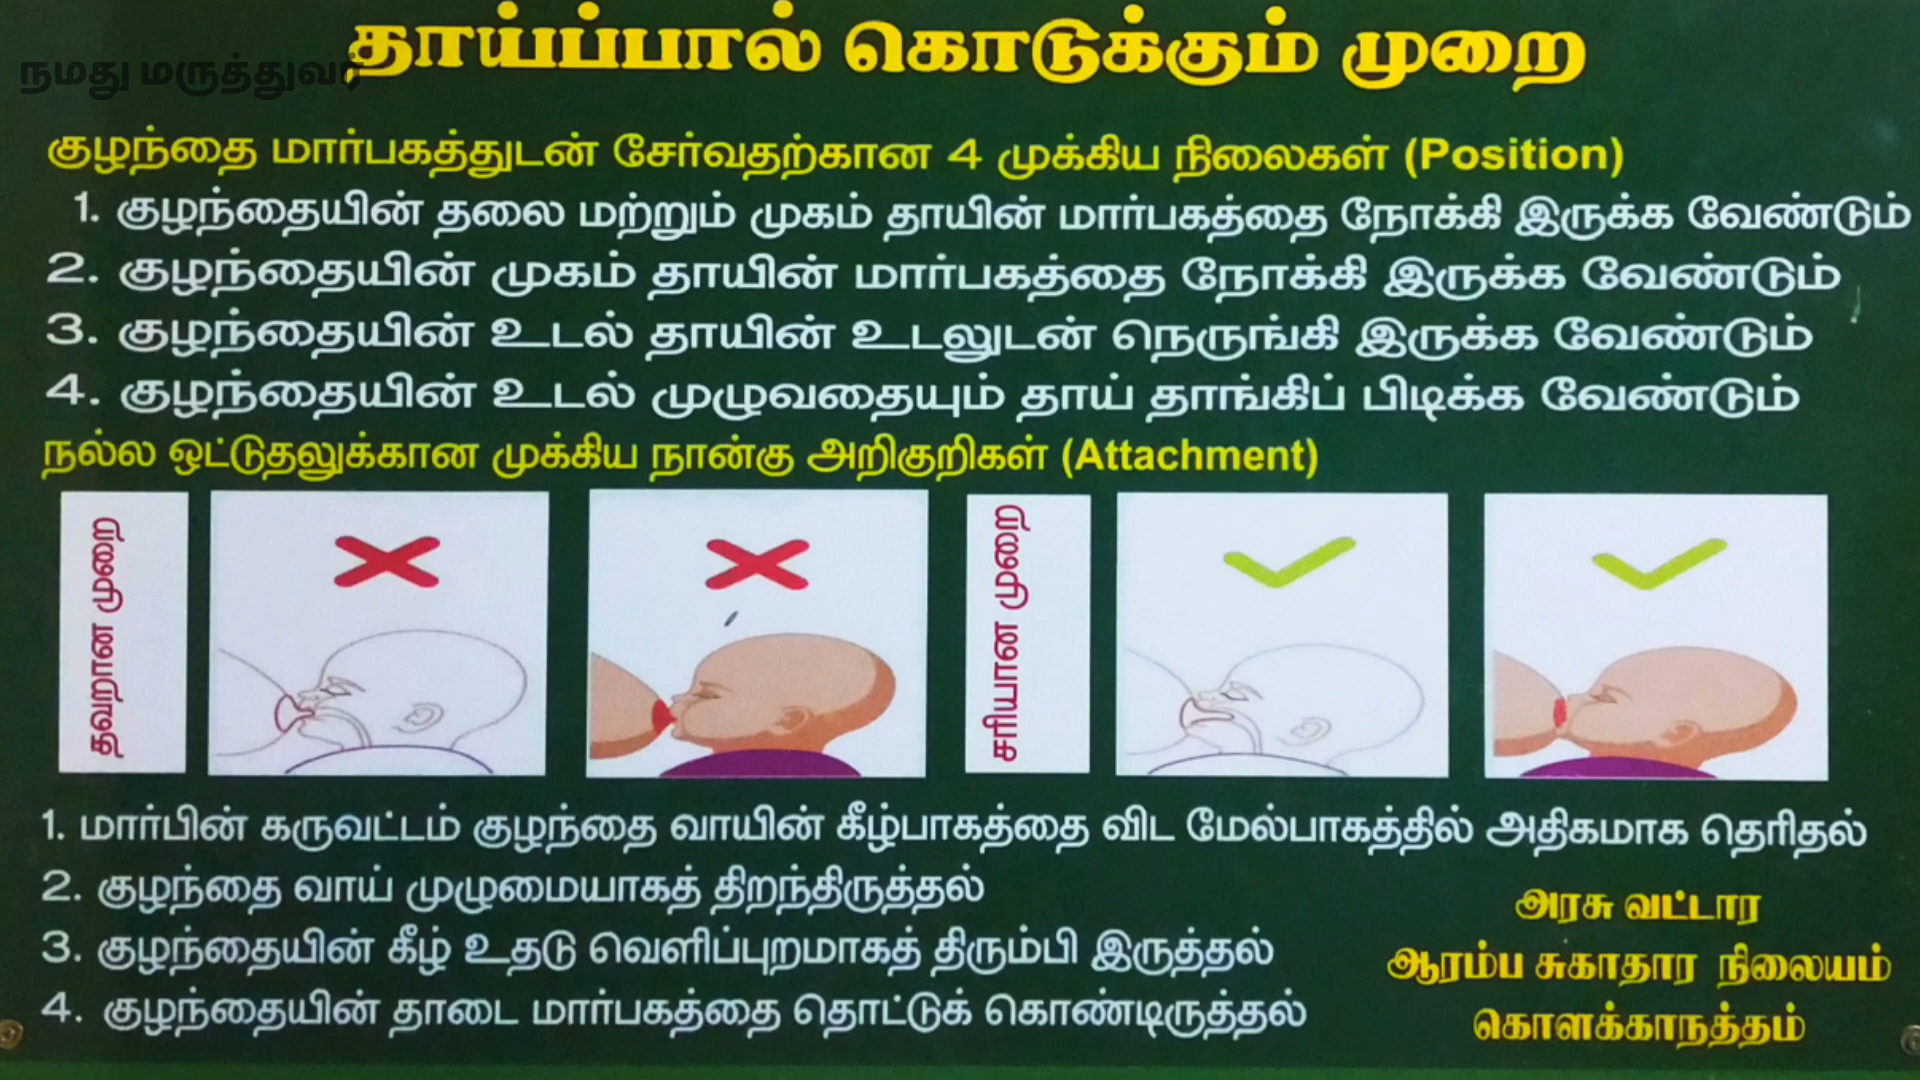 தாய்ப்பால் கொடுக்கும் முறை
நமது மருத்துவர்
குழந்தை மார்பகத்துடன் சேர்வதற்கான 4 முக்கிய நிலைகள் (Position)
1. குழந்தையின் தலை மற்றும் முகம் தாயின் மார்பகத்தை நோக்கி இருக்க வேண்டும்
2. குழந்தையின் முகம் தாயின் மார்பகத்தை நோக்கி இருக்க வேண்டும்
3. குழந்தையின் உடல் தாயின் உடலுடன் நெருங்கி இருக்க வேண்டும்
4. குழந்தையின் உடல் முழுவதையும் தாய் தாங்கிப் பிடிக்க வேண்டும்
நல்ல ஒட்டுதலுக்கான முக்கிய நான்கு அறிகுறிகள் (Attachment)
தவறான முறை
சரியான முறை
1. மார்பின் கருவட்டம் குழந்தை வாயின் கீழ்பாகத்தை விட மேல்பாகத்தில் அதிகமாக தெரிதல்
2. குழந்தை வாய் முழுமையாகத் திறந்திருத்தல்
3. குழந்தையின் கீழ் உதடு வெளிப்புறமாகத் திரும்பி இருத்தல்
4. குழந்தையின் தாடை மார்பகத்தை தொட்டுக் கொண்டிருத்தல்
அரசு வட்டார
ஆரம்ப சுகாதார நிலையம்
கொளக்காநத்தம்